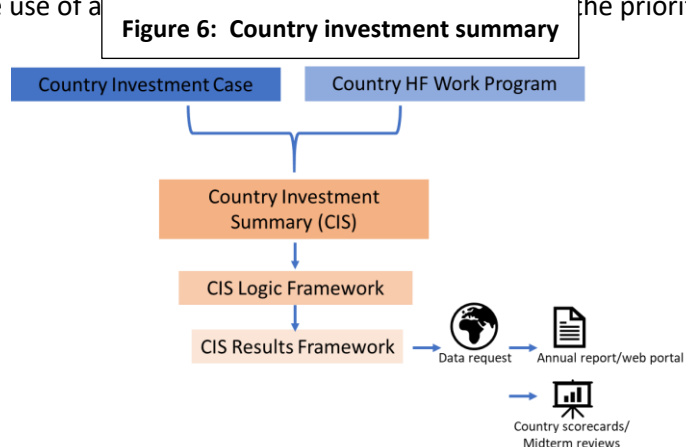 e use of a
the priorit
Figure 6:  Country investment summary
Country Investment Case
Country HF Work Program
Country Investment
Summary (CIS)
CIS Logic Framework
CIS Results Framework
Data request
Annual report/web portal
Country scorecards/
Midterm reviews